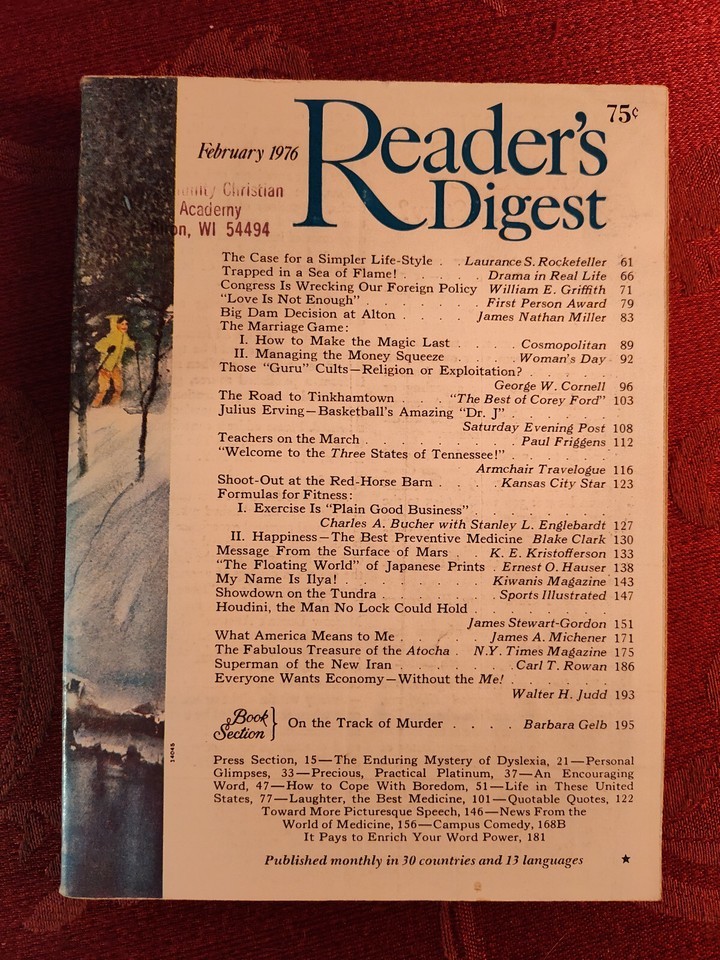 75¢
February 1976
Reader's
Digest
Christian
Academy
on, WI 54494
The Case for a Simpler Life-Style . . Laurance S. Rockefeller 61
Trapped in a Sea of Flame! . . . . . Drama in Real Life 66
Congress Is Wrecking Our Foreign Policy William E. Griffith 71
"Love Is Not Enough" . . . . . . . First Person Award 79
Big Dam Decision at Alton . . . . James Nathan Miller 83
The Marriage Game:
I. How to Make the Magic Last . . . . Cosmopolitan 89
II. Managing the Money Squeeze . . . . Woman's Day 92
Those "Guru" Cults—Religion or Exploitation? . . . . .
George W. Cornell 96
The Road to Tinkhamtown . . . "The Best of Corey Ford" 103
Julius Erving—Basketball's Amazing "Dr. J" . . . . . .
Saturday Evening Post 108
Teachers on the March . . . . . . . . Paul Friggens 112
"Welcome to the Three States of Tennessee!" . . . . . .
Armchair Travelogue 116
Shoot-Out at the Red-Horse Barn . . . . Kansas City Star 123
Formulas for Fitness:
I. Exercise Is "Plain Good Business" . . . . . . . .
Charles A. Bucher with Stanley L. Englebardt 127
II. Happiness—The Best Preventive Medicine Blake Clark 130
Message From the Surface of Mars . . K. E. Kristofferson 133
"The Floating World" of Japanese Prints . Ernest O. Hauser 138
My Name Is Ilya! . . . . . . . . . Kiwanis Magazine 143
Showdown on the Tundra . . . . . . Sports Illustrated 147
Houdini, the Man No Lock Could Hold . . . . . . . .
James Stewart-Gordon 151
What America Means to Me . . . . . James A. Michener 171
The Fabulous Treasure of the Atocha . N.Y. Times Magazine 175
Superman of the New Iran . . . . . . . Carl T. Rowan 186
Everyone Wants Economy—Without the Me! . . . . . .
Walter H. Judd 193
Book
Section } On the Track of Murder . . . . Barbara Gelb 195
Press Section, 15—The Enduring Mystery of Dyslexia, 21—Personal
Glimpses, 33—Precious, Practical Platinum, 37—An Encouraging
Word, 47—How to Cope With Boredom, 51—Life in These United
States, 77—Laughter, the Best Medicine, 101—Quotable Quotes, 122
Toward More Picturesque Speech, 146—News From the
World of Medicine, 156—Campus Comedy, 168B
It Pays to Enrich Your Word Power, 181
Published monthly in 30 countries and 13 languages ★